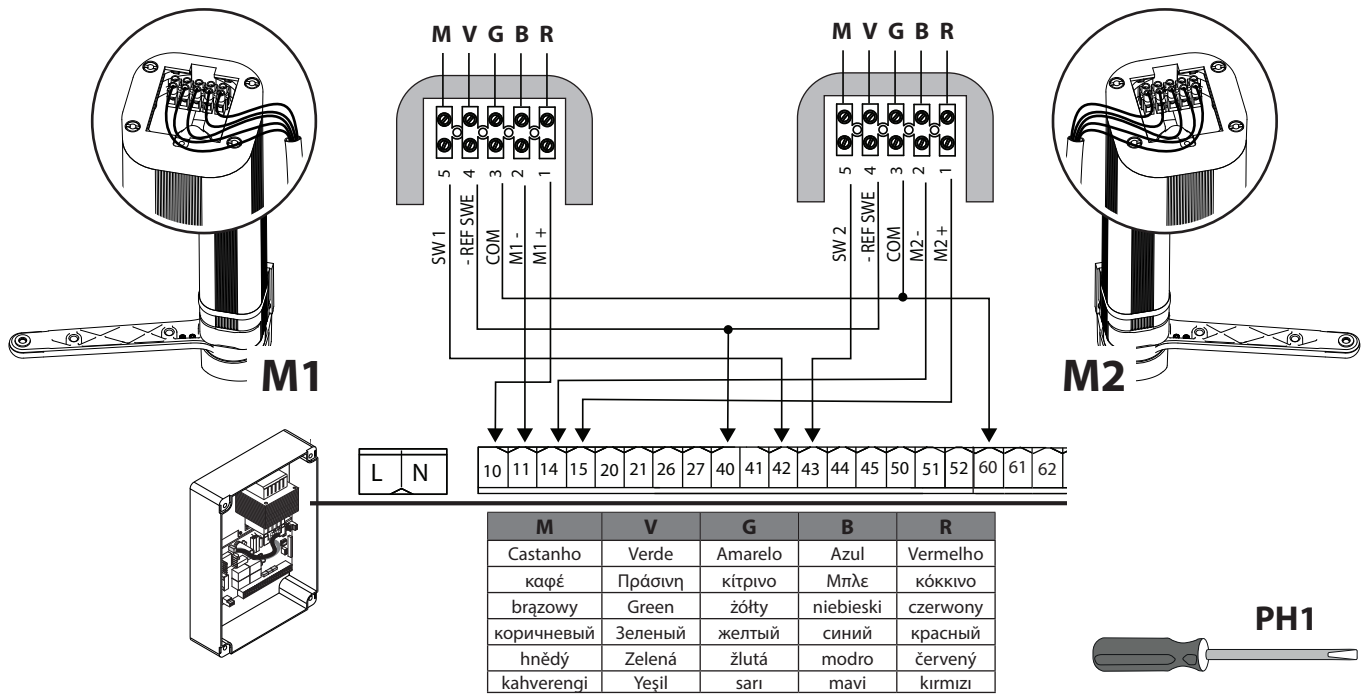 M V G B R
M V G B R
5 4 3 2 1
5 4 3 2 1
SW 1
- REF SWE
COM
M1 -
M1 +
SW 2
- REF SWE
COM
M2 -
M2 +
M1
M2
L N
10 11 14 15 20 21 26 27 40 41 42 43 44 45 50 51 52 60 61 62
M V G B R
Castanho Verde Amarelo Azul Vermelho
καφέ Πράσινη κίτρινο Μπλε κόκκινο
brązowy Green żółty niebieski czerwony
коричневый Зеленый желтый синий красный
hnědý Zelená žlutá modro červený
kahverengi Yeşil sarı mavi kırmızı
PH1